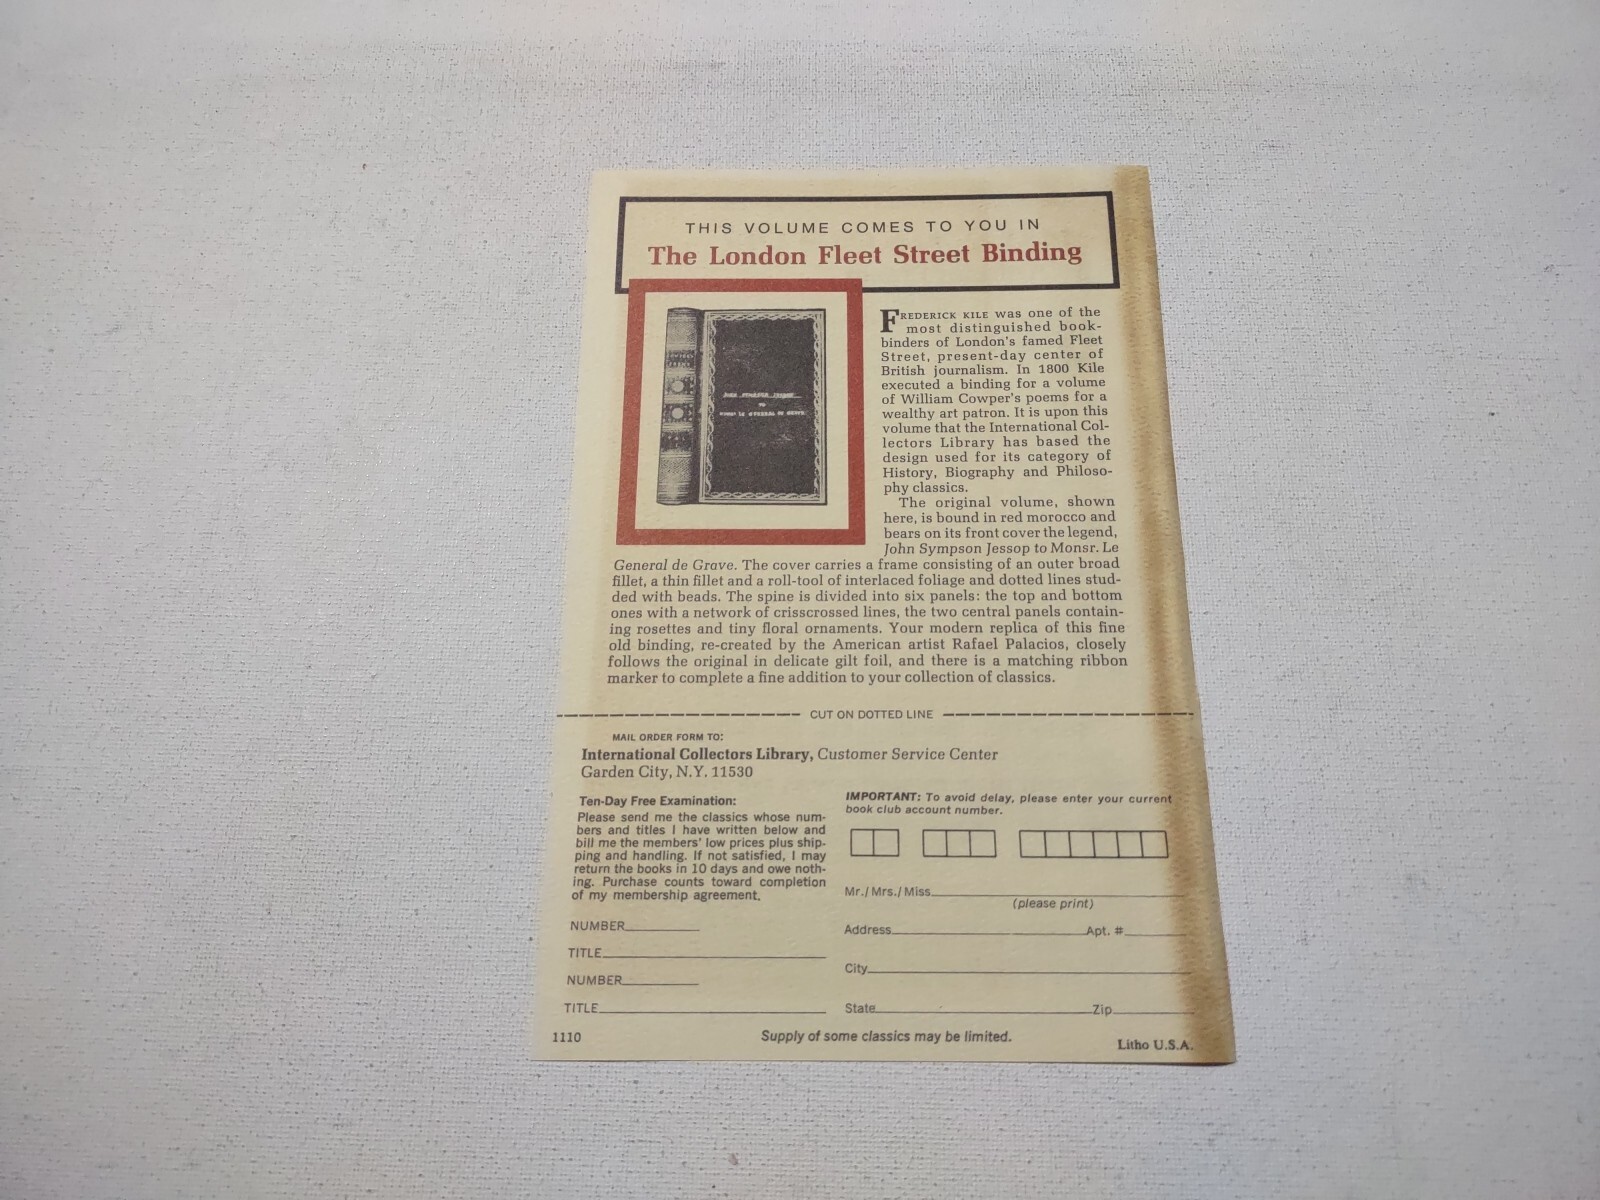 THIS VOLUME COMES TO YOU IN
The London Fleet Street Binding
FREDERICK KILE was one of the
most distinguished book-
binders of London's famed Fleet
Street, present-day center of
British journalism. In 1800 Kile
executed a binding for a volume
of William Cowper's poems for a
wealthy art patron. It is upon this
volume that the International Col-
lectors Library has based the
design used for its category of
History, Biography and Philoso-
phy classics.
The original volume, shown
here, is bound in red morocco and
bears on its front cover the legend,
John Sympson Jessop to Monsr. Le
General de Grave. The cover carries a frame consisting of an outer broad
fillet, a thin fillet and a roll-tool of interlaced foliage and dotted lines stud-
ded with beads. The spine is divided into six panels: the top and bottom
ones with a network of crisscrossed lines, the two central panels contain-
ing rosettes and tiny floral ornaments. Your modern replica of this fine
old binding, re-created by the American artist Rafael Palacios, closely
follows the original in delicate gilt foil, and there is a matching ribbon
marker to complete a fine addition to your collection of classics.
CUT ON DOTTED LINE
MAIL ORDER FORM TO:
International Collectors Library, Customer Service Center
Garden City, N.Y. 11530
Ten-Day Free Examination:
Please send me the classics whose num-
bers and titles I have written below and
bill me the members' low prices plus ship-
ping and handling. If not satisfied, I may
return the books in 10 days and owe noth-
ing. Purchase counts toward completion
of my membership agreement.
NUMBER
TITLE
NUMBER
TITLE
IMPORTANT: To avoid delay, please enter your current
book club account number.
Mr./Mrs./Miss
(please print)
Address Apt. #
City
State Zip
1110
Supply of some classics may be limited.
Litho U.S.A.